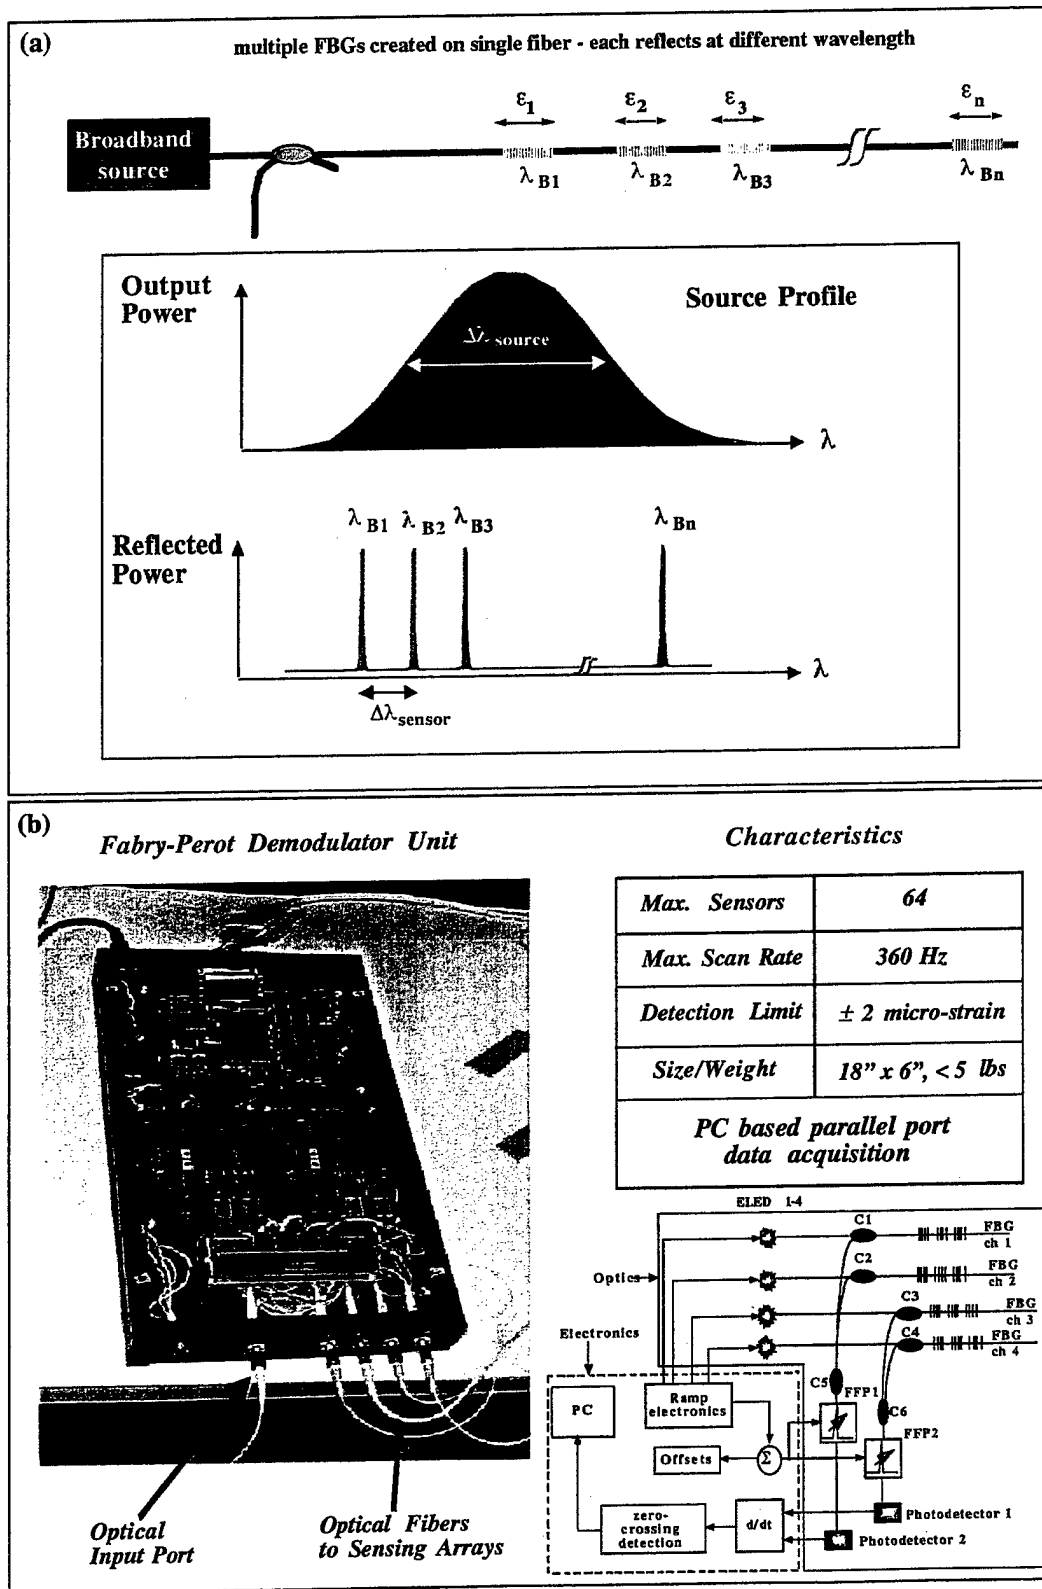 (a)
multiple FBGs created on single fiber - each reflects at different wavelength
Broadband
source
ε1
ε2
ε3
εn
λB1
λB2
λB3
λBn
Output
Power
Source Profile
Δλ source
λ
λB1
λB2
λB3
λBn
Reflected
Power
λ
Δλsensor
(b)
Fabry-Perot Demodulator Unit
Characteristics
Max. Sensors 64
Max. Scan Rate 360 Hz
Detection Limit ± 2 micro-strain
Size/Weight 18” x 6”, < 5 lbs
PC based parallel port
data acquisition
ELED 1-4
C1
FBG
ch 1
C2
FBG
ch 2
Optics
C3
FBG
ch 3
C4
FBG
ch 4
Electronics
C5
FFP1
C6
FFP2
PC
Ramp
electronics
Offsets
Σ
zero-
crossing
detection
d/dt
Photodetector 1
Photodetector 2
Optical
Input Port
Optical Fibers
to Sensing Arrays